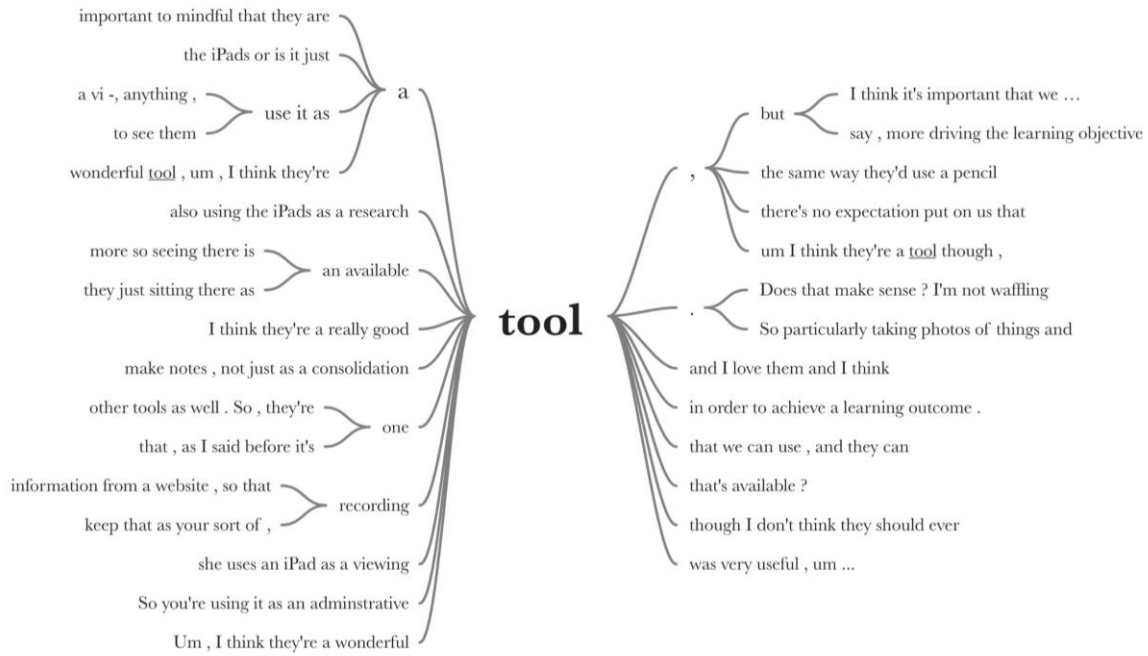 important to mindful that they are
the iPads or is it just
a vi -, anything ,
to see them
use it as
wonderful tool , um , I think they're
a
also using the iPads as a research
more so seeing there is
they just sitting there as
an available
I think they're a really good
make notes , not just as a consolidation
other tools as well . So , they're
that , as I said before it's
one
information from a website , so that
keep that as your sort of ,
recording
she uses an iPad as a viewing
So you're using it as an adminstrative
Um , I think they're a wonderful
tool
,
but
I think it's important that we …
say , more driving the learning objective
the same way they'd use a pencil
there's no expectation put on us that
um I think they're a tool though ,
.
Does that make sense ? I'm not waffling
So particularly taking photos of things and
and I love them and I think
in order to achieve a learning outcome .
that we can use , and they can
that's available ?
though I don't think they should ever
was very useful , um ...